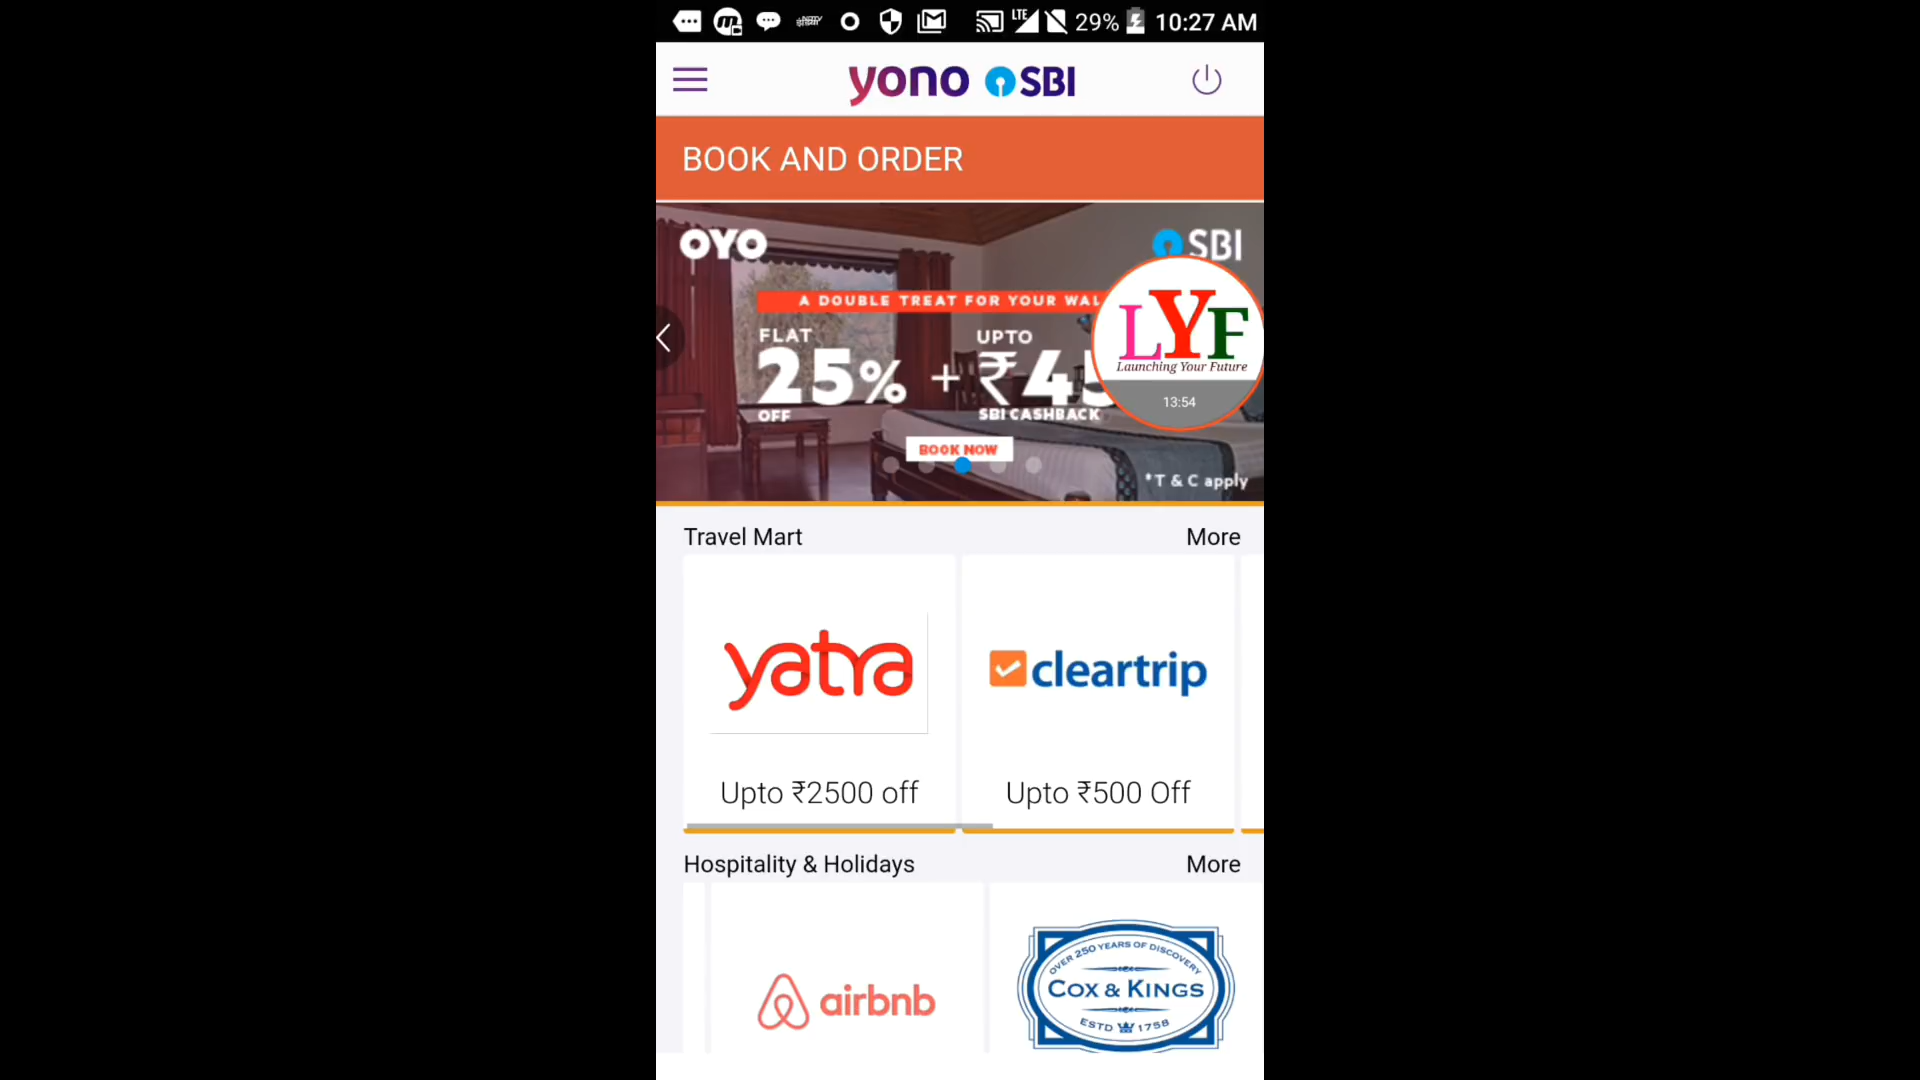 LTE 29% 10:27 AM
yono SBI
BOOK AND ORDER
OYO SBI
A DOUBLE TREAT FOR YOUR
FLAT UPTO
25% + ₹
OFF SBI CASHBACK
BOOK NOW
*T & C apply
LYF
Launching Your Future
13:54
Travel Mart More
yatra cleartrip
Upto ₹2500 off Upto ₹500 Off
Hospitality & Holidays More
airbnb
OVER 250 YEARS OF DISCOVERY
COX & KINGS
ESTD 1758